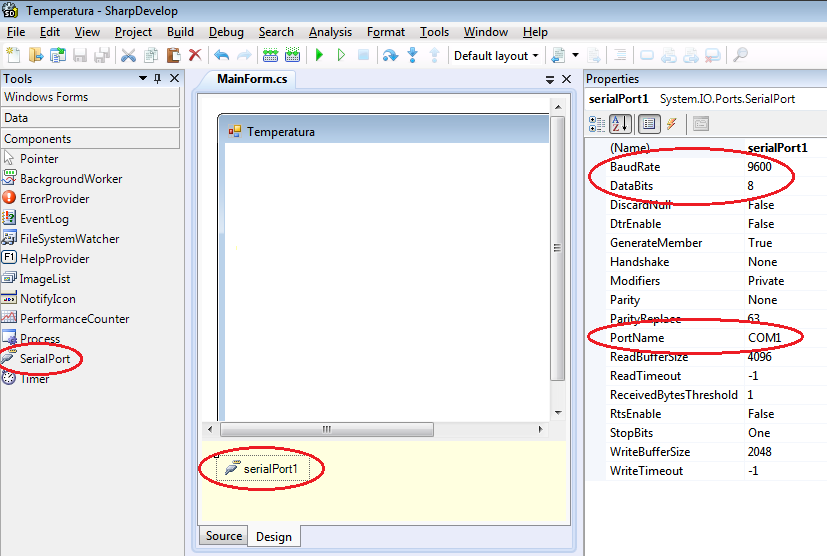 Temperatura - SharpDevelop
File Edit View Project Build Debug Search Analysis Format Tools Window Help
Default layout
Tools
Windows Forms
Data
Components
Pointer
BackgroundWorker
ErrorProvider
EventLog
FileSystemWatcher
HelpProvider
ImageList
NotifyIcon
PerformanceCounter
Process
SerialPort
Timer
MainForm.cs
Temperatura
serialPort1
Source Design
Properties
serialPort1 System.IO.Ports.SerialPort
(Name) serialPort1
BaudRate 9600
DataBits 8
DiscardNull False
DtrEnable False
GenerateMember True
Handshake None
Modifiers Private
Parity None
ParityReplace 63
PortName COM1
ReadBufferSize 4096
ReadTimeout -1
ReceivedBytesThreshold 1
RtsEnable False
StopBits One
WriteBufferSize 2048
WriteTimeout -1